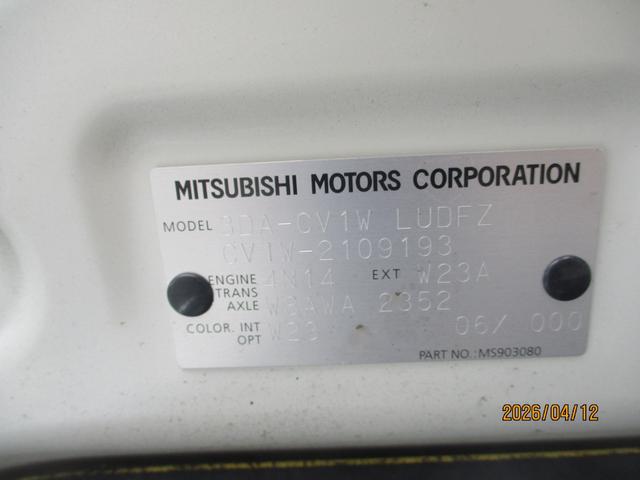 MITSUBISHI MOTORS CORPORATION
MODEL 3DA-CV1W LUDFZ
CV1W-2109193
ENGINE 4N14 EXT W23A
TRANS AXLE W8AWA 2352
COLOR. INT OPT W23 06/ 000
PART NO.:MS903080
2026/04/12